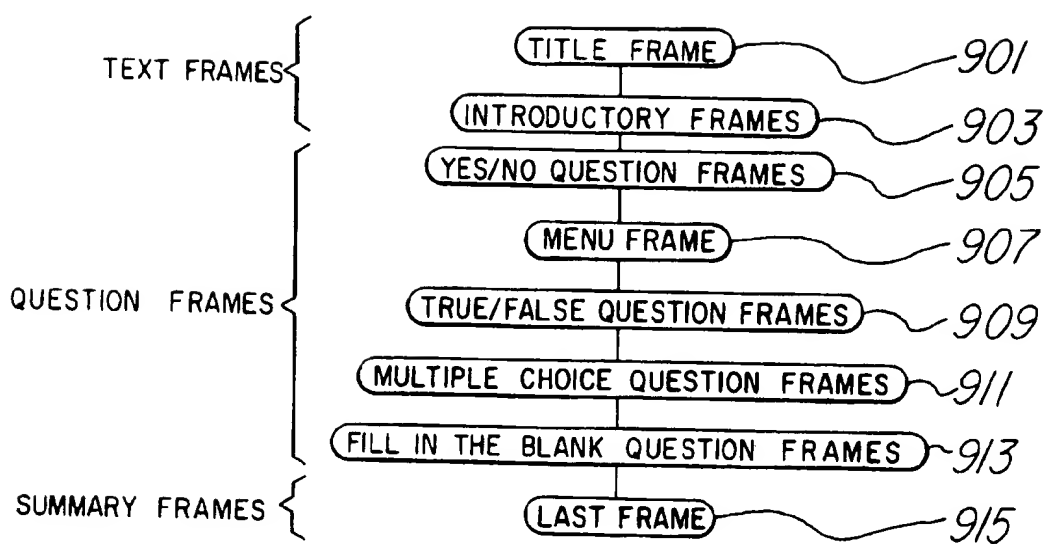 TEXT FRAMES
TITLE FRAME 901
INTRODUCTORY FRAMES 903
QUESTION FRAMES
YES/NO QUESTION FRAMES 905
MENU FRAME 907
TRUE/FALSE QUESTION FRAMES 909
MULTIPLE CHOICE QUESTION FRAMES 911
FILL IN THE BLANK QUESTION FRAMES 913
SUMMARY FRAMES
LAST FRAME 915